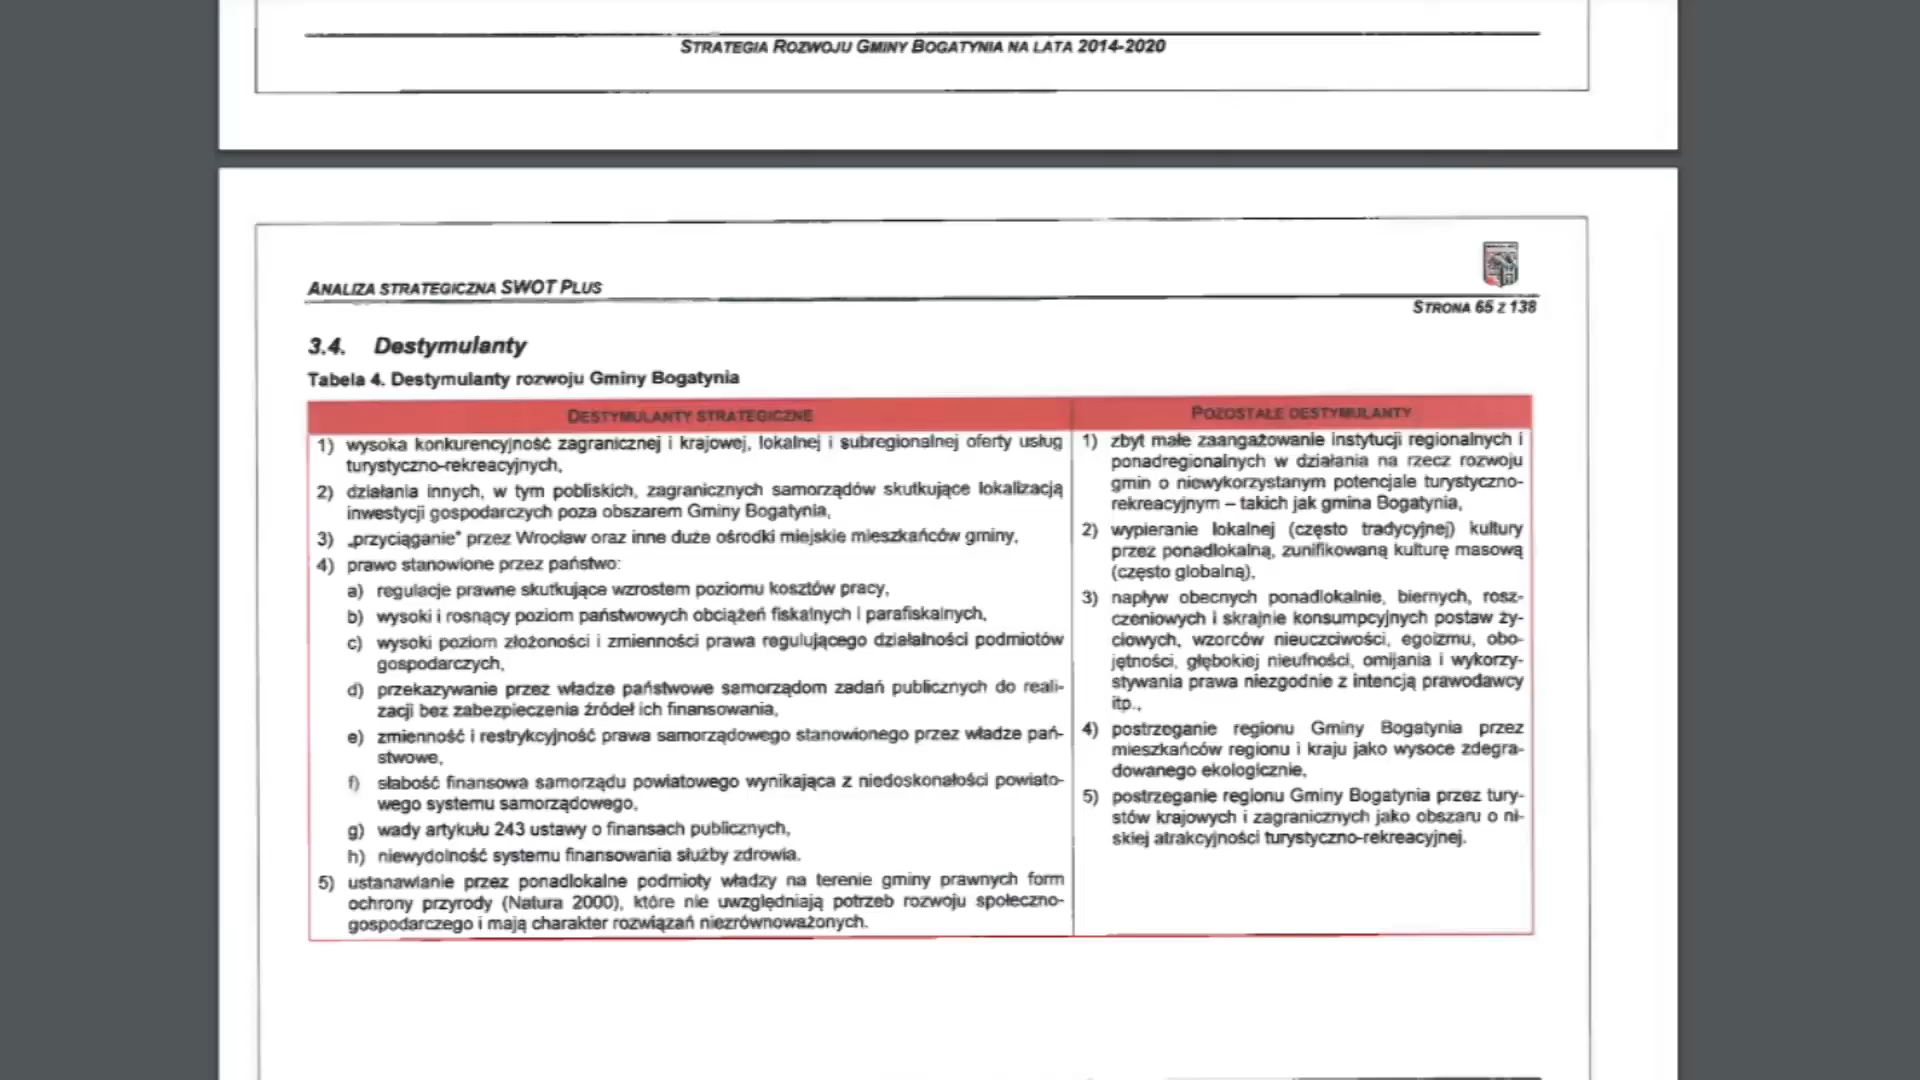 STRATEGIA ROZWOJU GMINY BOGATYNIA NA LATA 2014-2020
ANALIZA STRATEGICZNA SWOT PLUS
STRONA 65 Z 138
3.4. Destymulanty
Tabela 4. Destymulanty rozwoju Gminy Bogatynia
DESTYMULANTY STRATEGICZNE
1) wysoka konkurencyjność zagranicznej i krajowej, lokalnej i subregionalnej oferty usług
turystyczno-rekreacyjnych,
2) działania innych, w tym pobliskich, zagranicznych samorządów skutkujące lokalizacją
inwestycji gospodarczych poza obszarem Gminy Bogatynia,
3) „przyciąganie" przez Wrocław oraz inne duże ośrodki miejskie mieszkańców gminy,
4) prawo stanowione przez państwo:
a) regulacje prawne skutkujące wzrostem poziomu kosztów pracy,
b) wysoki i rosnący poziom państwowych obciążeń fiskalnych i parafiskalnych,
c) wysoki poziom złożoności i zmienności prawa regulującego działalności podmiotów
gospodarczych,
d) przekazywanie przez władze państwowe samorządom zadań publicznych do reali-
zacji bez zabezpieczenia źródeł ich finansowania,
e) zmienność i restrykcyjność prawa samorządowego stanowionego przez władze pań-
stwowe,
f) słabość finansowa samorządu powiatowego wynikająca z niedoskonałości powiato-
wego systemu samorządowego,
g) wady artykułu 243 ustawy o finansach publicznych,
h) niewydolność systemu finansowania służby zdrowia.
5) ustanawianie przez ponadlokalne podmioty władzy na terenie gminy prawnych form
ochrony przyrody (Natura 2000), które nie uwzględniają potrzeb rozwoju społeczno-
gospodarczego i mają charakter rozwiązań niezrównoważonych.
POZOSTAŁE DESTYMULANTY
1) zbyt małe zaangażowanie instytucji regionalnych i
ponadregionalnych w działania na rzecz rozwoju
gmin o niewykorzystanym potencjale turystyczno-
rekreacyjnym – takich jak gmina Bogatynia,
2) wypieranie lokalnej (często tradycyjnej) kultury
przez ponadlokalną, zunifikowaną kulturę masową
(często globalną),
3) napływ obecnych ponadlokalnie, biernych, rosz-
czeniowych i skrajnie konsumpcyjnych postaw ży-
ciowych, wzorców nieuczciwości, egoizmu, obo-
jętności, głębokiej nieufności, omijania i wykorzy-
stywania prawa niezgodnie z intencją prawodawcy
itp.,
4) postrzeganie regionu Gminy Bogatynia przez
mieszkańców regionu i kraju jako wysoce zdegra-
dowanego ekologicznie,
5) postrzeganie regionu Gminy Bogatynia przez tury-
stów krajowych i zagranicznych jako obszaru o ni-
skiej atrakcyjności turystyczno-rekreacyjnej.